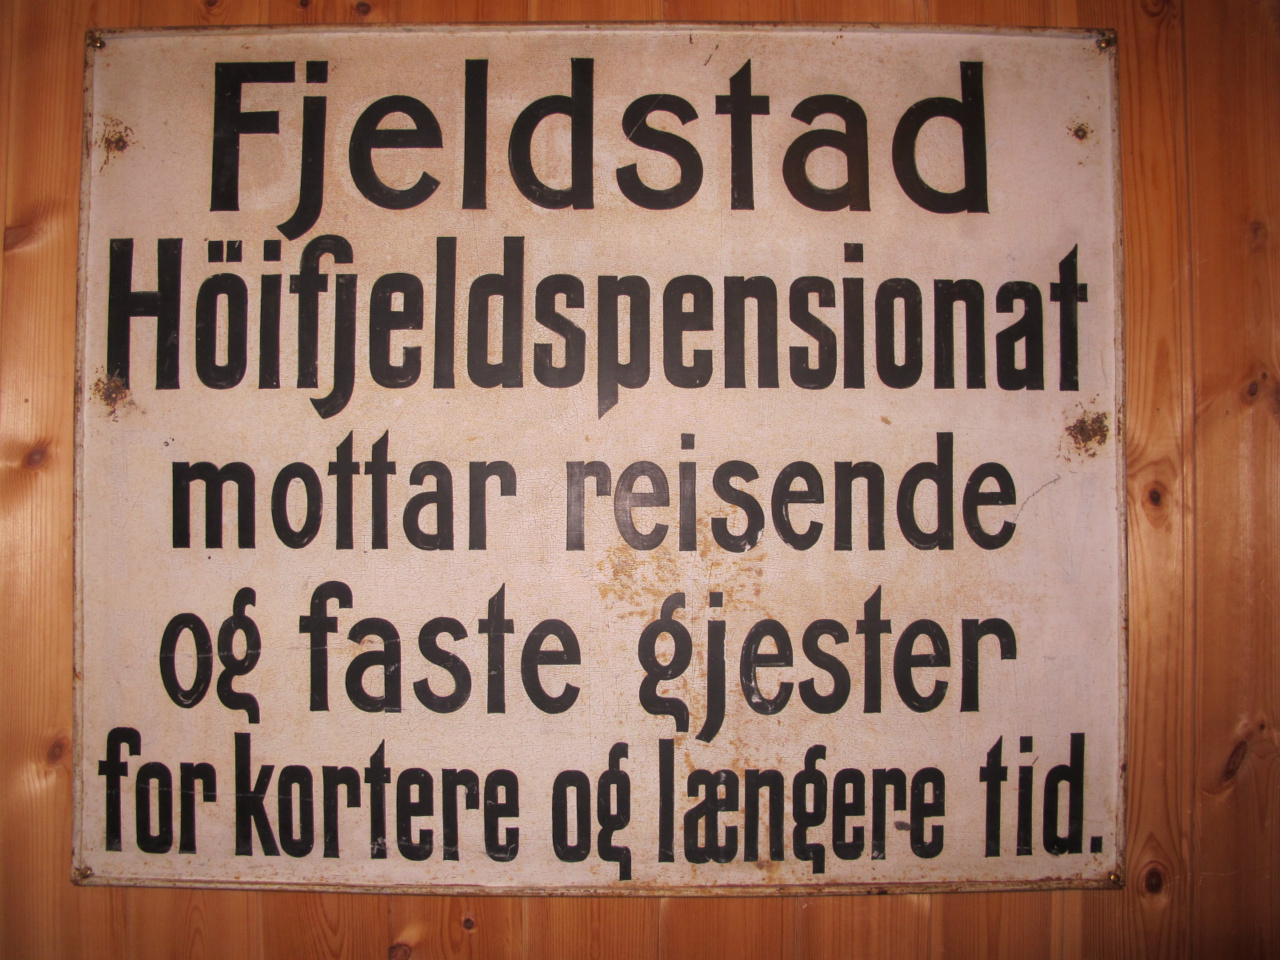 Fjeldstad
Höifjeldspensionat
mottar reisende
og faste gjester
for kortere og længere tid.